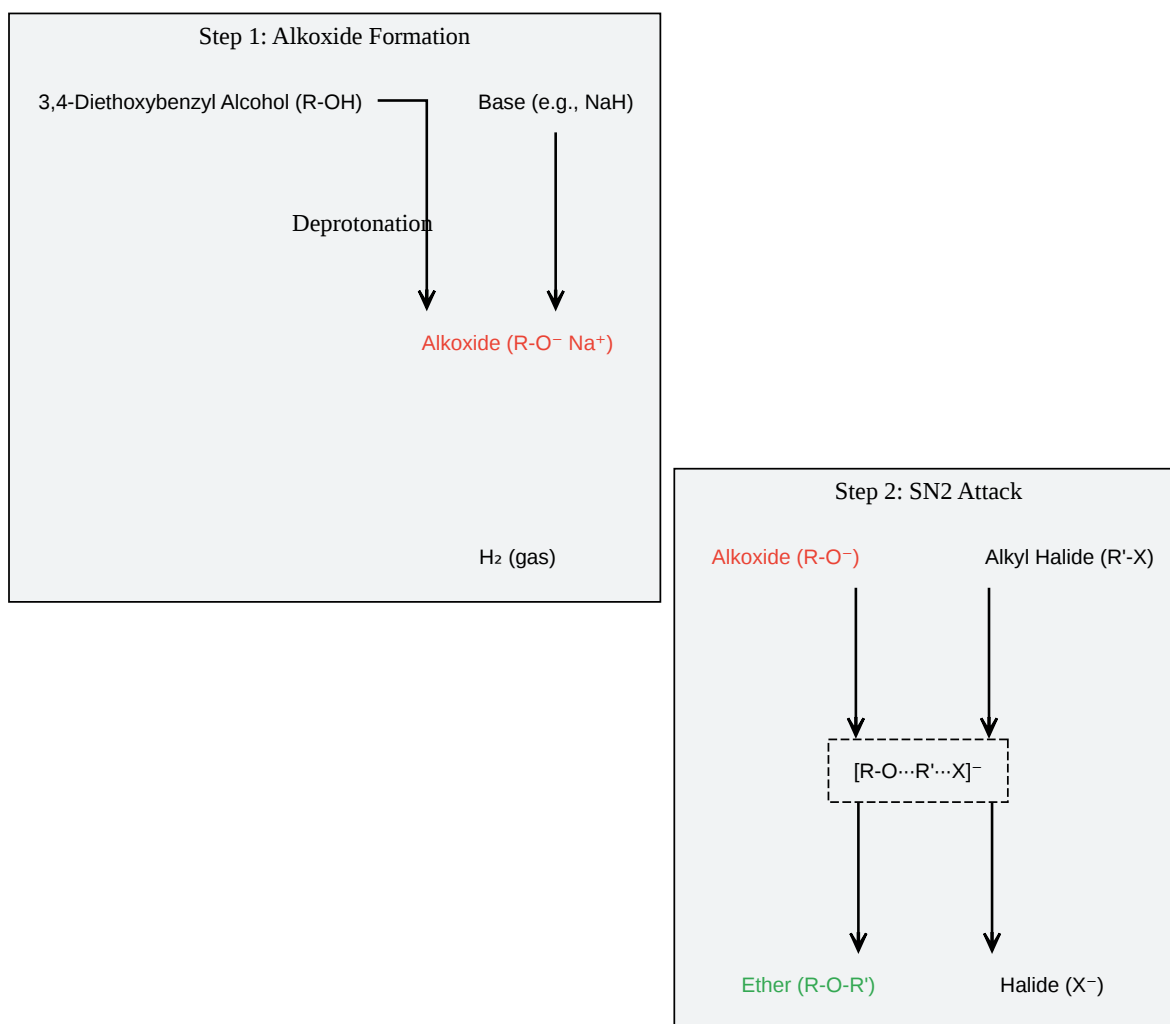 Step 1: Alkoxide Formation
3,4-Diethoxybenzyl Alcohol (R-OH)
Base (e.g., NaH)
Deprotonation
Alkoxide (R-O⁻ Na⁺)
H₂ (gas)
Step 2: SN2 Attack
Alkoxide (R-O⁻)
Alkyl Halide (R'-X)
[R-O···R'···X]⁻
Ether (R-O-R')
Halide (X⁻)